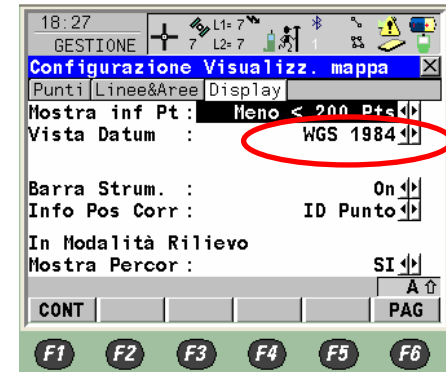 18:27
GESTIONE
L1= 7
7 L2= 7
1
Configurazione Visualizz. mappa
Punti Linee&Aree Display
Mostra inf Pt: Meno < 200 Pts
Vista Datum : WGS 1984
Barra Strum. : On
Info Pos Corr: ID Punto
In Modalità Rilievo
Mostra Percor: SI
A
CONT PAG
F1 F2 F3 F4 F5 F6